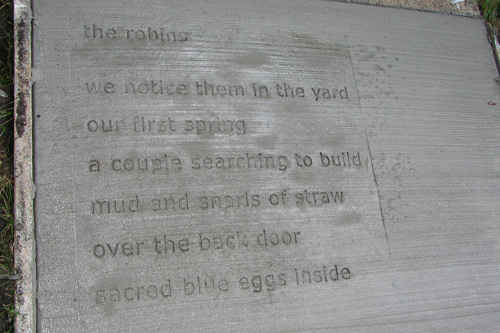 the robins
we notice them in the yard
our first spring
a couple searching to build
mud and snarls of straw
over the back door
sacred blue eggs inside